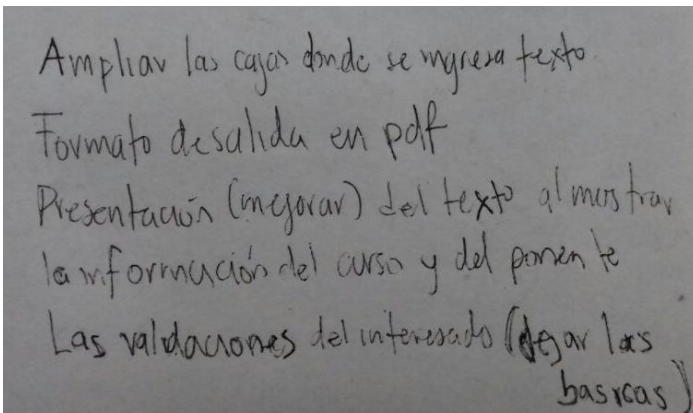 Ampliar las cajas donde se ingresa texto
Formato de salida en pdf
Presentación (mejorar) del texto al mostrar
la información del curso y del ponente
Las validaciones del interesado (dejar las
basicas)